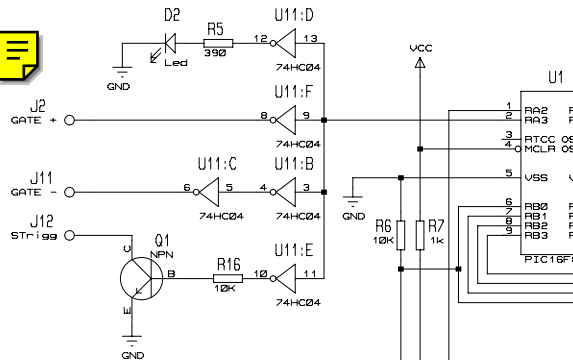 D2
R5
U11:D
12
13
390
Led
74HC04
GND
VCC
U1
J2
GATE +
U11:F
8
9
74HC04
1
RA2
2
RA3
3
RTCC
4
MCLR
5
VSS
J11
GATE -
U11:C
U11:B
6
5
4
3
74HC04
74HC04
GND
6
RB0
7
RB1
8
RB2
9
RB3
J12
STrigg
R6
10K
R7
1k
C
Q1
NPN
U11:E
R16
B
10
11
10K
74HC04
PIC16F
E
GND